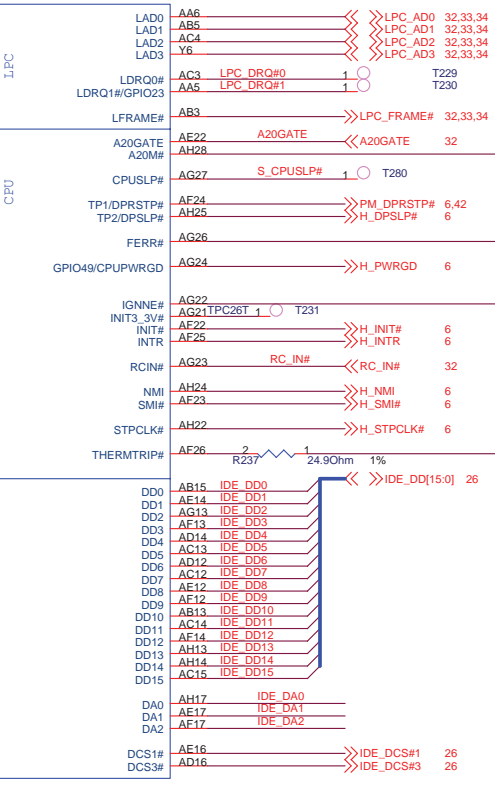 LPC
LAD0 AA6 LPC_AD0 32,33,34
LAD1 AB5 LPC_AD1 32,33,34
LAD2 AC4 LPC_AD2 32,33,34
LAD3 Y6 LPC_AD3 32,33,34
LDRQ0# AC3 LPC_DRQ#0 1 T229
LDRQ1#/GPIO23 AA5 LPC_DRQ#1 1 T230
LFRAME# AB3 LPC_FRAME# 32,33,34
CPU
A20GATE AE22 A20GATE A20GATE 32
A20M# AH28
CPUSLP# AG27 S_CPUSLP# 1 T280
TP1/DPRSTP# AF24 PM_DPRSTP# 6,42
TP2/DPSLP# AH25 H_DPSLP# 6
FERR# AG26
GPIO49/CPUPWRGD AG24 H_PWRGD 6
IGNNE# AG22
INIT3_3V# AG21 TPC26T 1 T231
INIT# AF22 H_INIT# 6
INTR AF25 H_INTR 6
RCIN# AG23 RC_IN# RC_IN# 32
NMI AH24 H_NMI 6
SMI# AF23 H_SMI# 6
STPCLK# AH22 H_STPCLK# 6
THERMTRIP# AF26 2 1
R237 24.9Ohm 1%
IDE_DD[15:0] 26
DD0 AB15 IDE_DD0
DD1 AE14 IDE_DD1
DD2 AG13 IDE_DD2
DD3 AF13 IDE_DD3
DD4 AD14 IDE_DD4
DD5 AC13 IDE_DD5
DD6 AD12 IDE_DD6
DD7 AC12 IDE_DD7
DD8 AE12 IDE_DD8
DD9 AF12 IDE_DD9
DD10 AB13 IDE_DD10
DD11 AC14 IDE_DD11
DD12 AF14 IDE_DD12
DD13 AH13 IDE_DD13
DD14 AH14 IDE_DD14
DD15 AC15 IDE_DD15
DA0 AH17 IDE_DA0
DA1 AE17 IDE_DA1
DA2 AF17 IDE_DA2
DCS1# AE16 IDE_DCS#1 26
DCS3# AD16 IDE_DCS#3 26